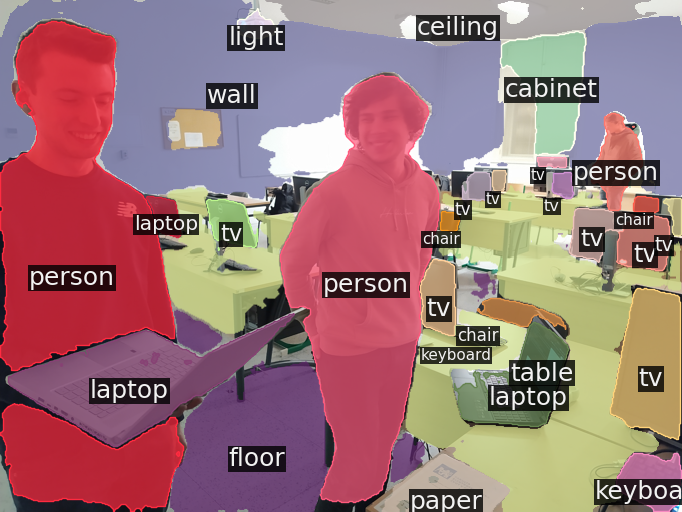 light
ceiling
wall
cabinet
person
tv
tv
tv
laptop
tv
chair
tv
chair
tv
tv
tv
person
person
tv
chair
keyboard
table
tv
laptop
laptop
floor
paper
keyboa